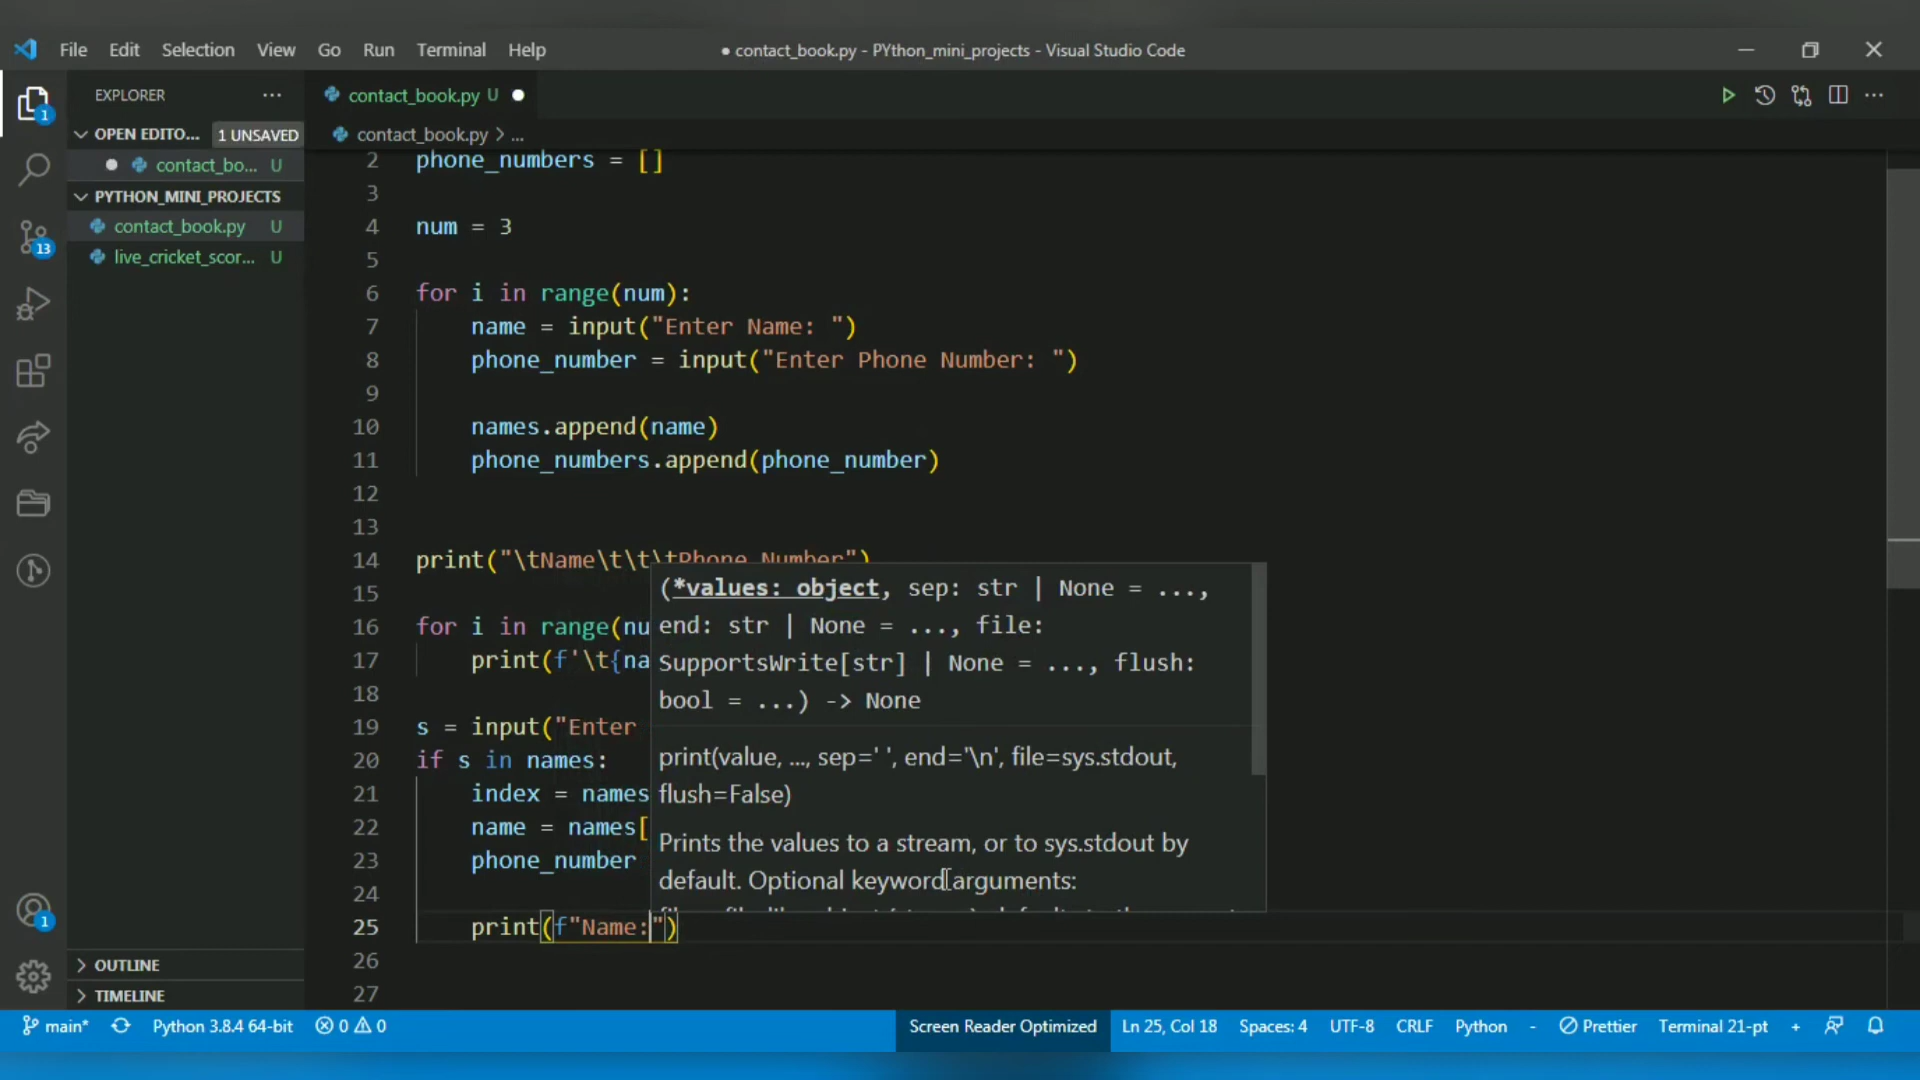 File Edit Selection View Go Run Terminal Help
● contact_book.py - PYthon_mini_projects - Visual Studio Code
EXPLORER ···
OPEN EDITO... 1 UNSAVED
contact_bo... U
PYTHON_MINI_PROJECTS
contact_book.py U
live_cricket_scor... U
OUTLINE
TIMELINE
1
13
1
contact_book.py U ●
contact_book.py > ...
2 phone_numbers = []
3
4 num = 3
5
6 for i in range(num):
7 name = input("Enter Name: ")
8 phone_number = input("Enter Phone Number: ")
9
10 names.append(name)
11 phone_numbers.append(phone_number)
12
13
14 print("\tName\t\t\tPhone Number")
15
16 for i in range(nu
17 print(f'\t{na
18
19 s = input("Enter
20 if s in names:
21 index = names
22 name = names[
23 phone_number
24
25 print(f"Name:")
26
27
(*values: object, sep: str | None = ...,
end: str | None = ..., file:
SupportsWrite[str] | None = ..., flush:
bool = ...) -> None
print(value, ..., sep=' ', end='\n', file=sys.stdout,
flush=False)
Prints the values to a stream, or to sys.stdout by
default. Optional keyword arguments:
main* Python 3.8.4 64-bit 0 0 Screen Reader Optimized Ln 25, Col 18 Spaces: 4 UTF-8 CRLF Python - Prettier Terminal 21-pt +